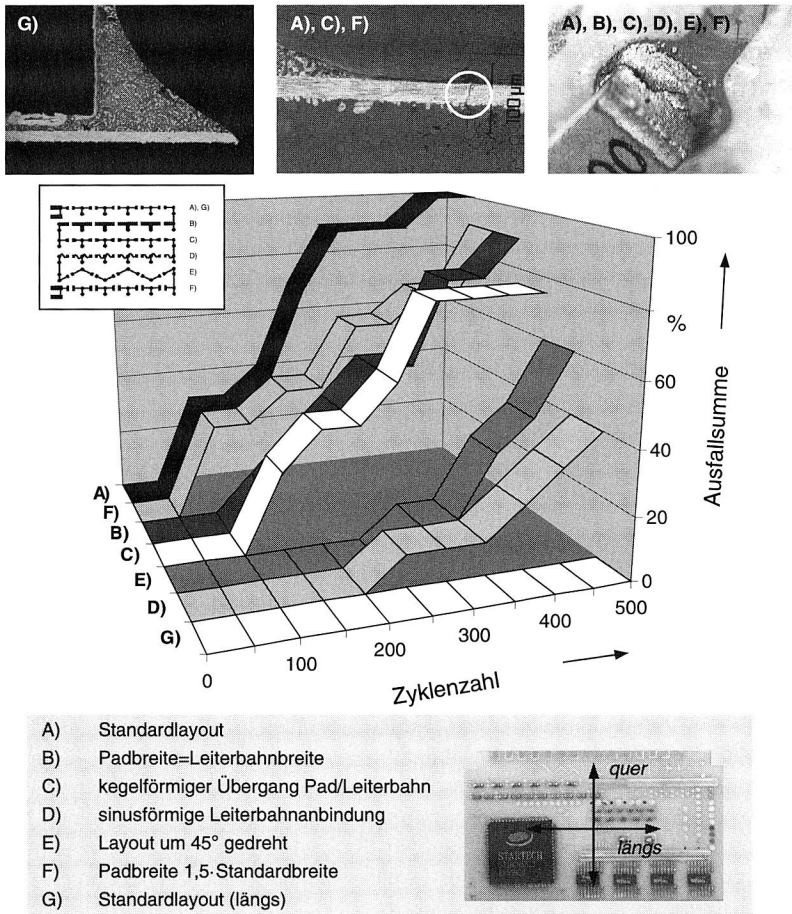 G)
A), C), F)
A), B), C), D), E), F)
100 µm
00
A), G)
B)
C)
D)
E)
F)
100
%
60
40
20
0
Ausfallsumme
A)
F)
B)
C)
E)
D)
G)
0
100
200
300
400
500
Zyklenzahl
A) Standardlayout
B) Padbreite=Leiterbahnbreite
C) kegelförmiger Übergang Pad/Leiterbahn
D) sinusförmige Leiterbahnanbindung
E) Layout um 45° gedreht
F) Padbreite 1,5·Standardbreite
G) Standardlayout (längs)
quer
längs
STARTECH